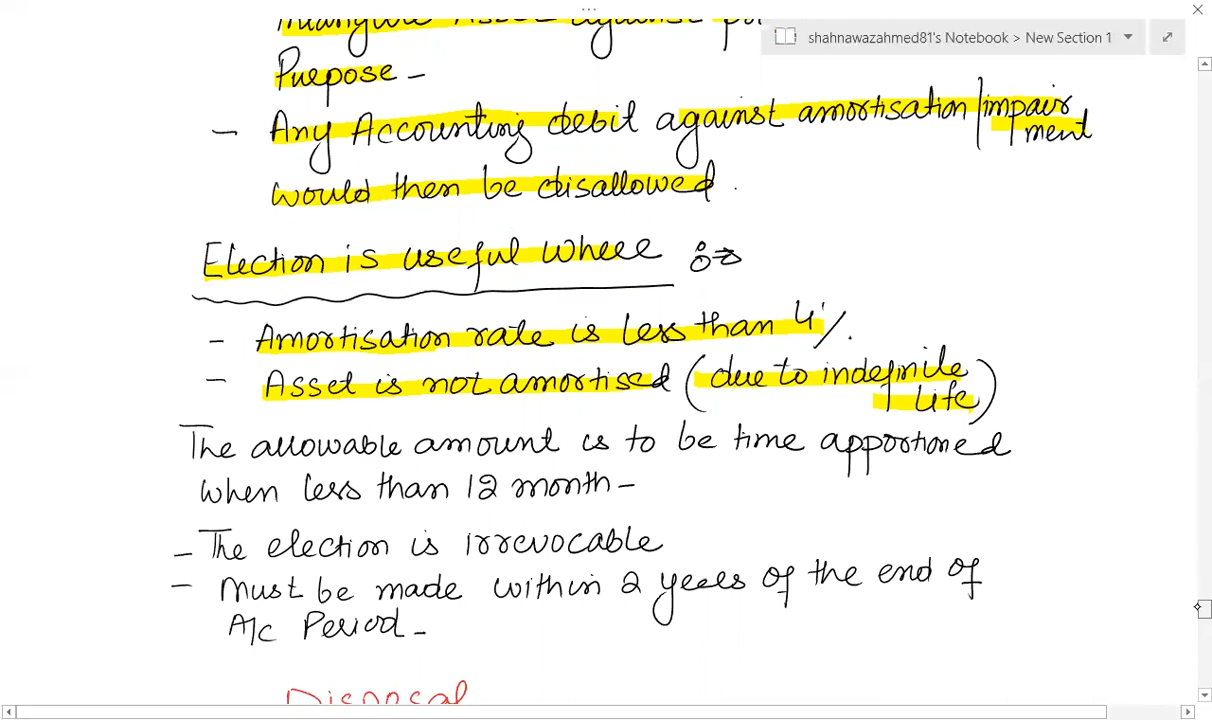 shahnawazahmed81's Notebook > New Section 1
Intangible Asset against
Purpose -
- Any Accounting debit against amortisation / impairment
would then be disallowed.
Election is useful where
- Amortisation rate is less than 4%.
- Asset is not amortised (due to indefinite
Life)
The allowable amount is to be time apportioned
when less than 12 month -
- The election is irrevocable
- Must be made within 2 years of the end of
A/c Period -
Disposal